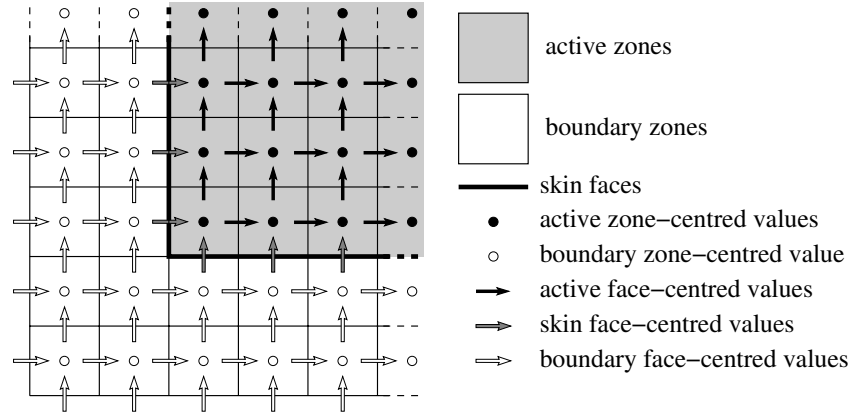 active zones
boundary zones
skin faces
active zone−centred values
boundary zone−centred value
active face−centred values
skin face−centred values
boundary face−centred values